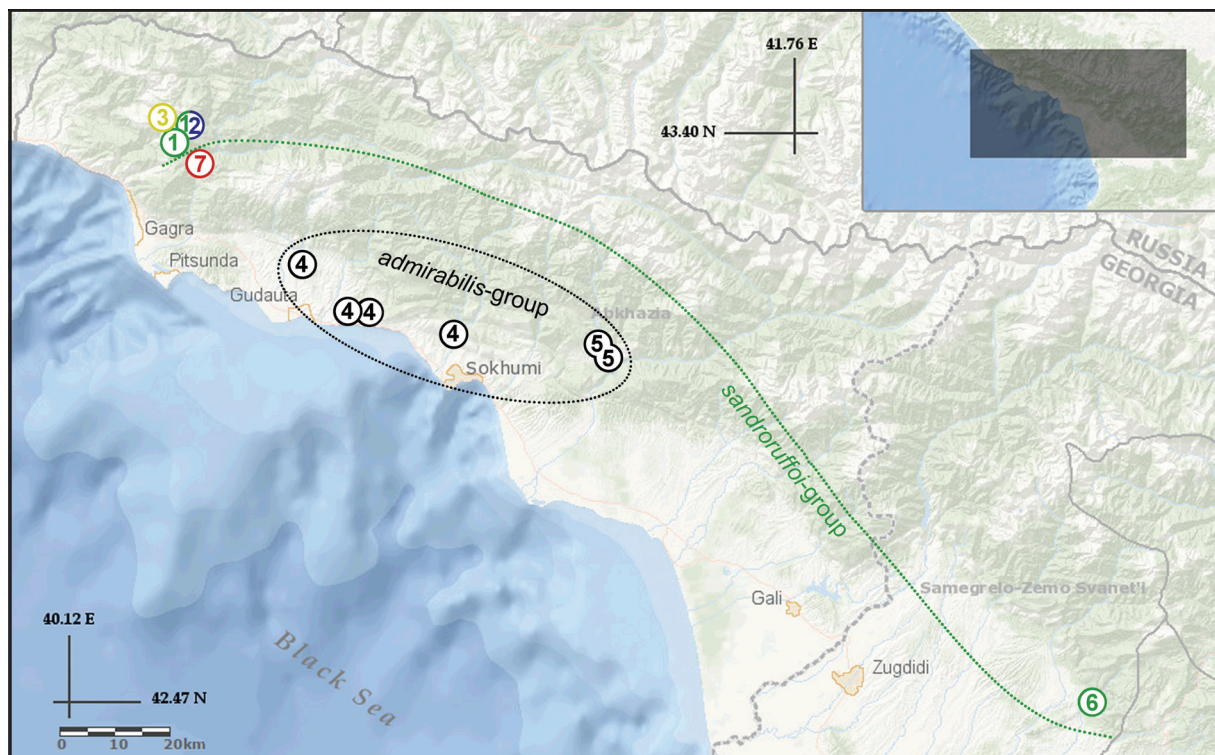 41.76 E
43.40 N
3
12
1
7
Gagra
Pitsunda
Gudauta
4
4
4
4
admirabilis-group
Abkhazia
5
5
Sokhumi
RUSSIA
GEORGIA
sandroruffoi-group
Samegrelo-Zemo Svanet'i
Gali
Zugdidi
6
40.12 E
42.47 N
Black Sea
0 10 20km